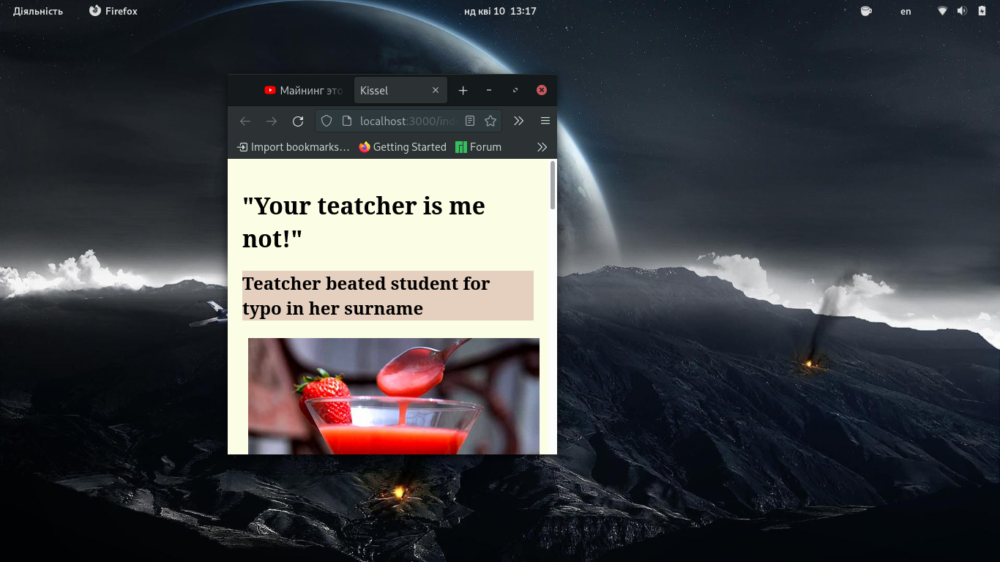 Діяльність Firefox нд кві 10 13:17 en
Майнинг это Kissel
localhost:3000/ind
Import bookmarks... Getting Started Forum
"Your teatcher is me
not!"
Teatcher beated student for
typo in her surname